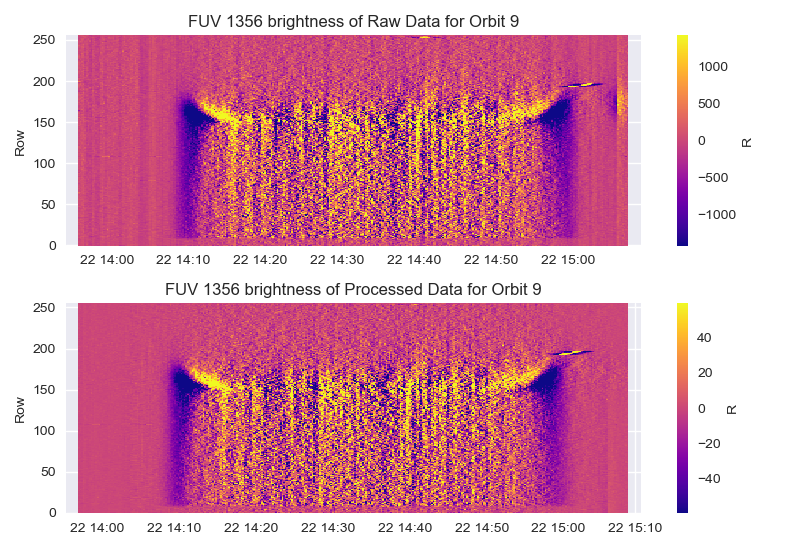 FUV 1356 brightness of Raw Data for Orbit 9
250
200
150
100
50
0
Row
22 14:00 22 14:10 22 14:20 22 14:30 22 14:40 22 14:50 22 15:00
1000
500
0
−500
−1000
R
FUV 1356 brightness of Processed Data for Orbit 9
250
200
150
100
50
0
Row
22 14:00 22 14:10 22 14:20 22 14:30 22 14:40 22 14:50 22 15:00 22 15:10
40
20
0
−20
−40
R